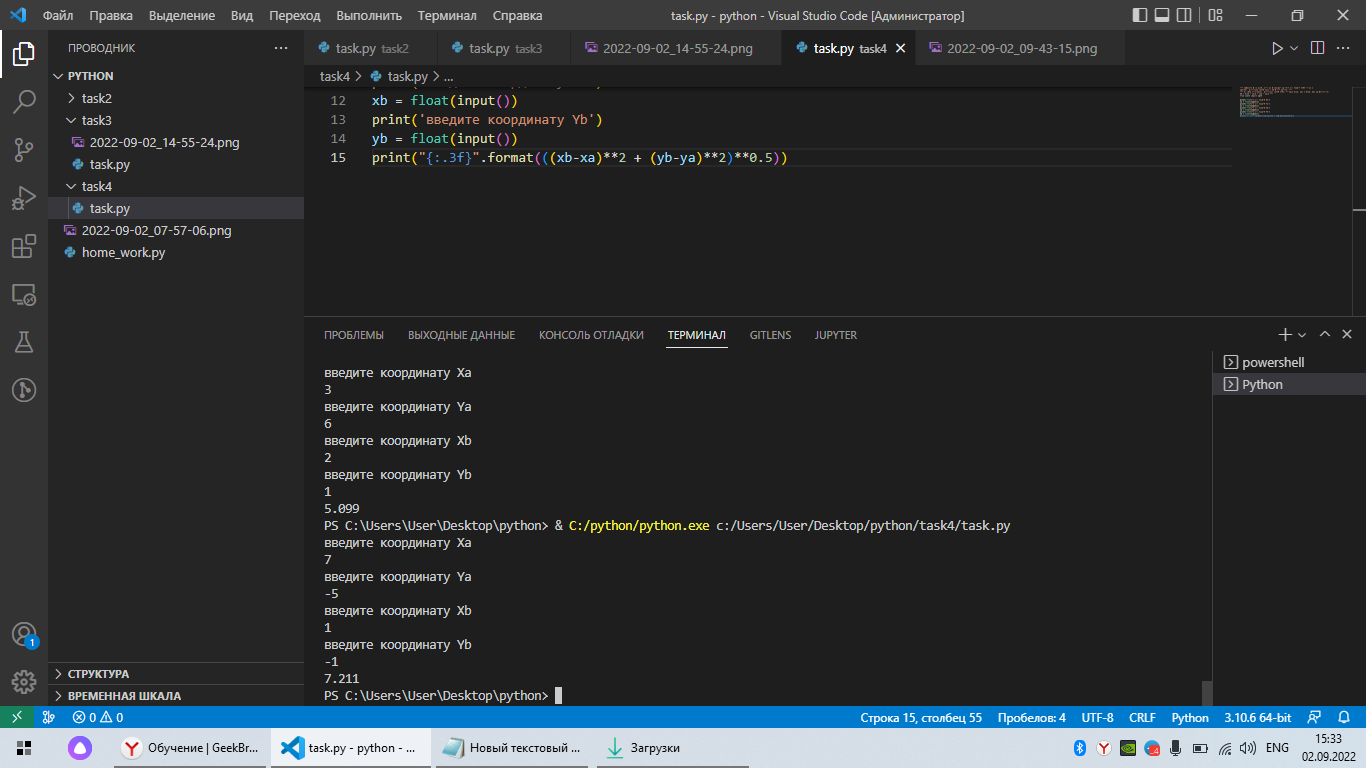 Файл Правка Выделение Вид Переход Выполнить Терминал Справка task.py - python - Visual Studio Code [Администратор]
ПРОВОДНИК
PYTHON
task2
task3
2022-09-02_14-55-24.png
task.py
task4
task.py
2022-09-02_07-57-06.png
home_work.py
СТРУКТУРА
ВРЕМЕННАЯ ШКАЛА
task.py task2 task.py task3 2022-09-02_14-55-24.png task.py task4 2022-09-02_09-43-15.png
task4 > task.py > ...
12 xb = float(input())
13 print('введите координату Yb')
14 yb = float(input())
15 print("{:.3f}".format(((xb-xa)**2 + (yb-ya)**2)**0.5))
ПРОБЛЕМЫ ВЫХОДНЫЕ ДАННЫЕ КОНСОЛЬ ОТЛАДКИ ТЕРМИНАЛ GITLENS JUPYTER
введите координату Xa
3
введите координату Ya
6
введите координату Xb
2
введите координату Yb
1
5.099
PS C:\Users\User\Desktop\python> & C:/python/python.exe c:/Users/User/Desktop/python/task4/task.py
введите координату Xa
7
введите координату Ya
-5
введите координату Xb
1
введите координату Yb
-1
7.211
PS C:\Users\User\Desktop\python>
powershell
Python
1
0 0 Строка 15, столбец 55 Пробелов: 4 UTF-8 CRLF Python 3.10.6 64-bit
Обучение | GeekBr... task.py - python - ... Новый текстовый ... Загрузки ENG 15:33
02.09.2022